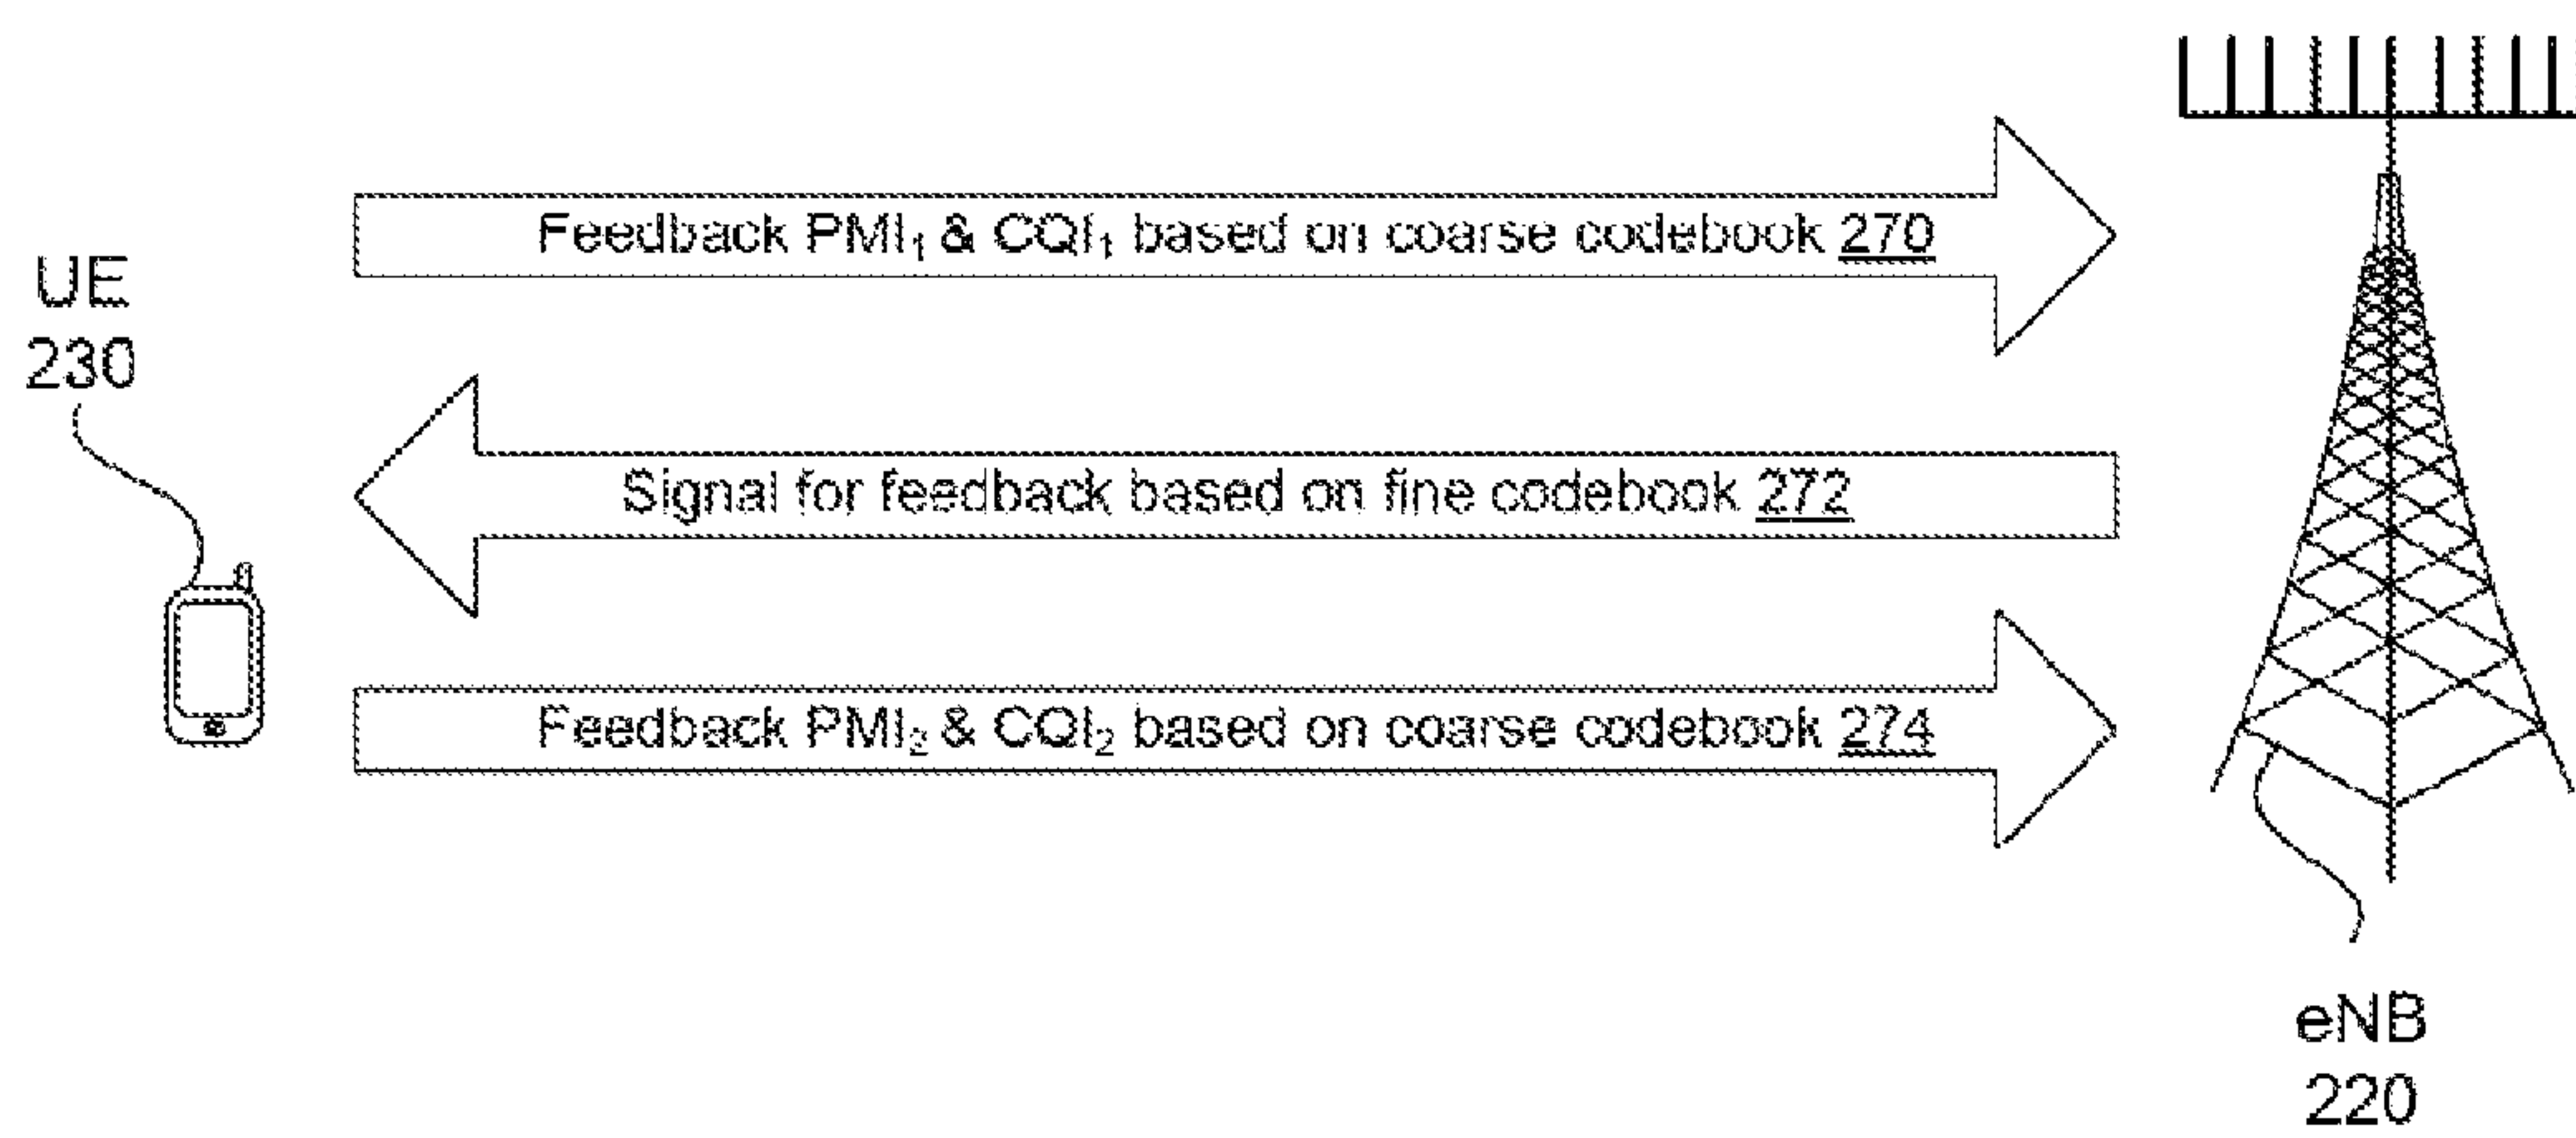 Feedback PMI₁ & CQI₁ based on coarse codebook 270
UE
230
Signal for feedback based on fine codebook 272
Feedback PMI₂ & CQI₂ based on coarse codebook 274
eNB
220